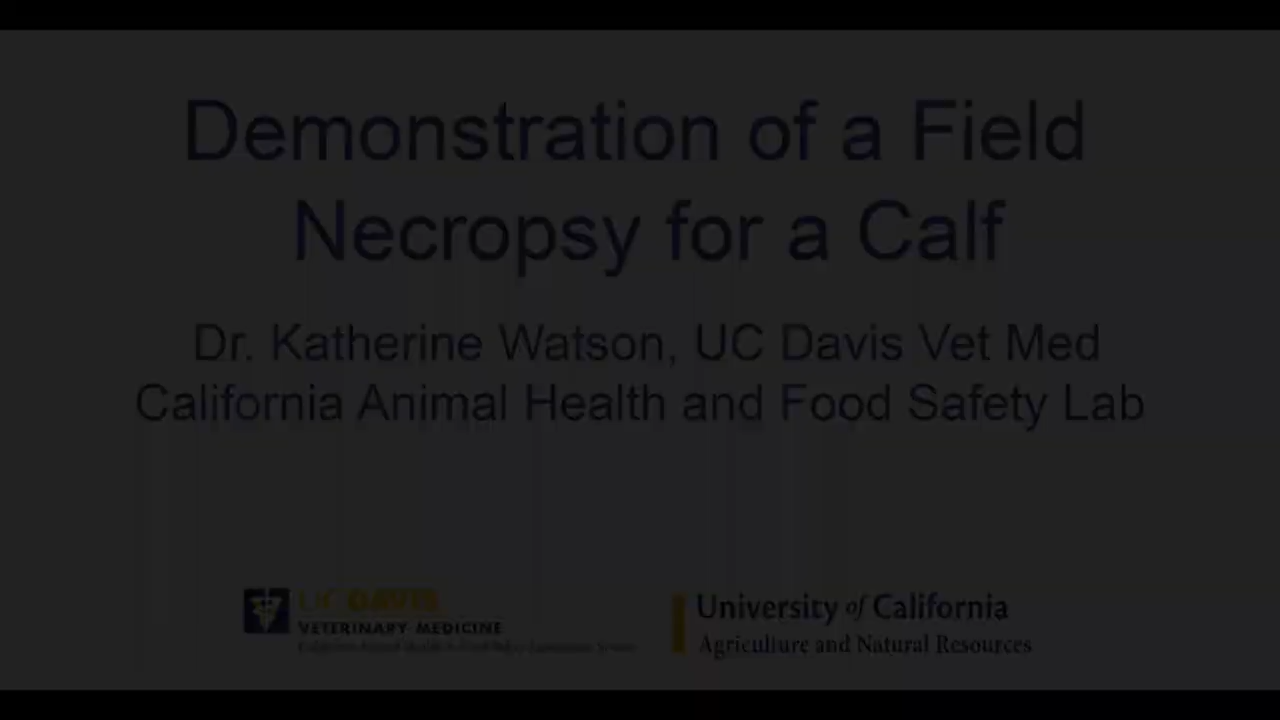 Demonstration of a Field
Necropsy for a Calf
Dr. Katherine Watson, UC Davis Vet Med
California Animal Health and Food Safety Lab
UC DAVIS
VETERINARY MEDICINE
University of California
Agriculture and Natural Resources